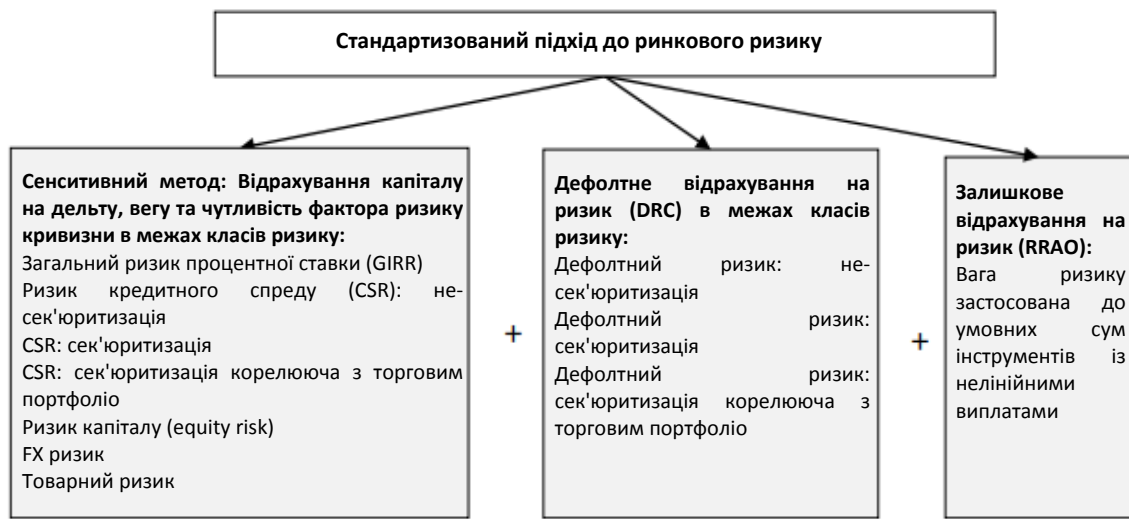 Стандартизований підхід до ринкового ризику
Сенситивний метод: Відрахування капіталу
на дельту, вегу та чутливість фактора ризику
кривизни в межах класів ризику:
Загальний ризик процентної ставки (GIRR)
Ризик кредитного спреду (CSR): не-
сек'юритизація
CSR: сек'юритизація
CSR: сек'юритизація корелююча з торговим
портфоліо
Ризик капіталу (equity risk)
FX ризик
Товарний ризик
+
Дефолтне відрахування на
ризик (DRC) в межах класів
ризику:
Дефолтний ризик: не-
сек'юритизація
Дефолтний ризик:
сек'юритизація
Дефолтний ризик:
сек'юритизація корелююча з
торговим портфоліо
+
Залишкове
відрахування на
ризик (RRAO):
Вага ризику
застосована до
умовних сум
інструментів із
нелінійними
виплатами